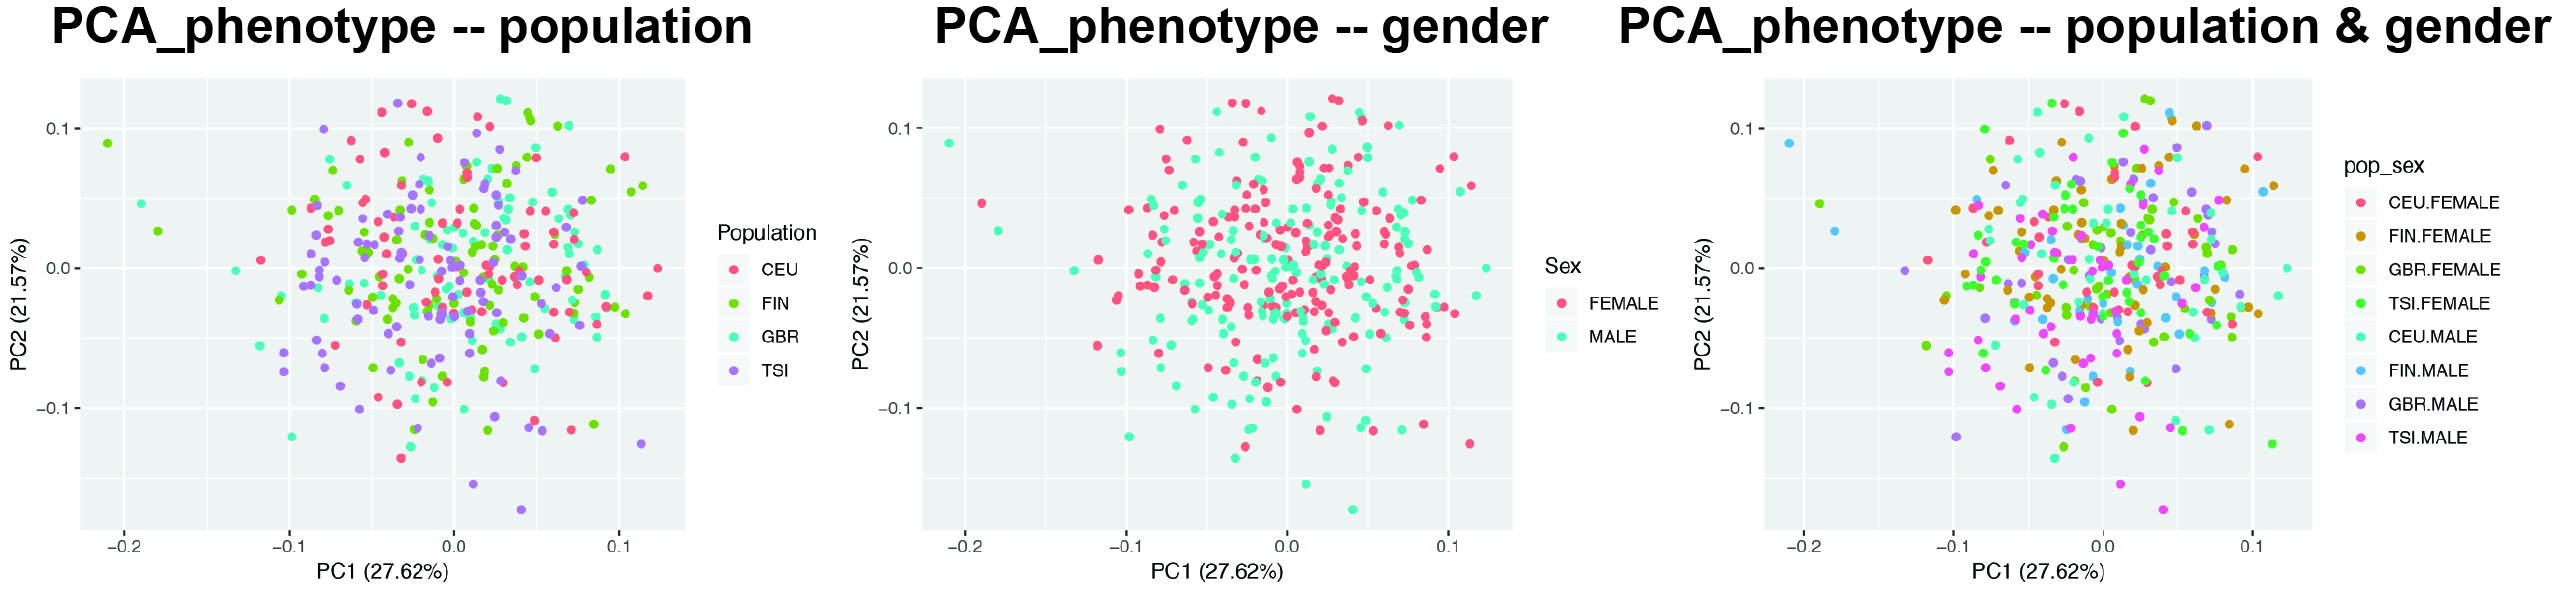 PCA_phenotype -- population
PC2 (21.57%)
0.1
0.0
−0.1
−0.2
−0.1
0.0
0.1
PC1 (27.62%)
Population
CEU
FIN
GBR
TSI
PCA_phenotype -- gender
PC2 (21.57%)
0.1
0.0
−0.1
−0.2
−0.1
0.0
0.1
PC1 (27.62%)
Sex
FEMALE
MALE
PCA_phenotype -- population & gender
PC2 (21.57%)
0.1
0.0
−0.1
−0.2
−0.1
0.0
0.1
PC1 (27.62%)
pop_sex
CEU.FEMALE
FIN.FEMALE
GBR.FEMALE
TSI.FEMALE
CEU.MALE
FIN.MALE
GBR.MALE
TSI.MALE